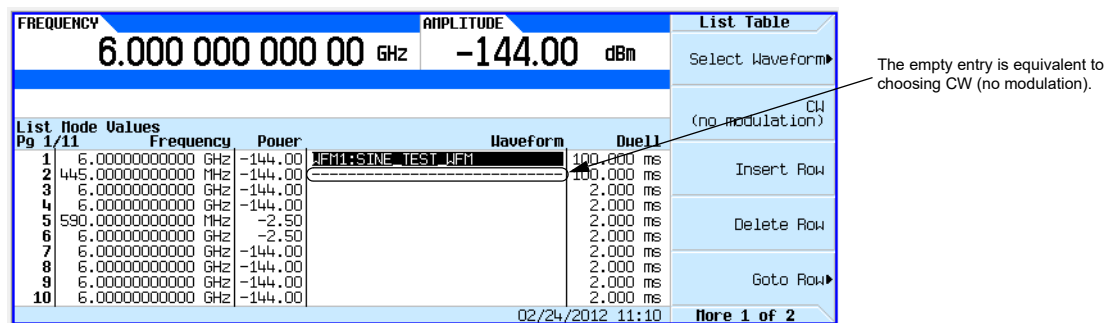 FREQUENCY AMPLITUDE List Table
6.000 000 000 00 GHz -144.00 dBm
Select Waveform
The empty entry is equivalent to
choosing CW (no modulation).
CW
(no modulation)
List Mode Values
Pg 1/11 Frequency Power Waveform Dwell
1 6.00000000000 GHz -144.00 WFM1:SINE_TEST_WFM 100.000 ms
2 445.00000000000 MHz -144.00 ---------------------------- 100.000 ms
3 6.00000000000 GHz -144.00 2.000 ms
4 6.00000000000 GHz -144.00 2.000 ms
5 590.00000000000 MHz -2.50 2.000 ms
6 6.00000000000 GHz -2.50 2.000 ms
7 6.00000000000 GHz -144.00 2.000 ms
8 6.00000000000 GHz -144.00 2.000 ms
9 6.00000000000 GHz -144.00 2.000 ms
10 6.00000000000 GHz -144.00 2.000 ms
Insert Row
Delete Row
Goto Row
02/24/2012 11:10 More 1 of 2